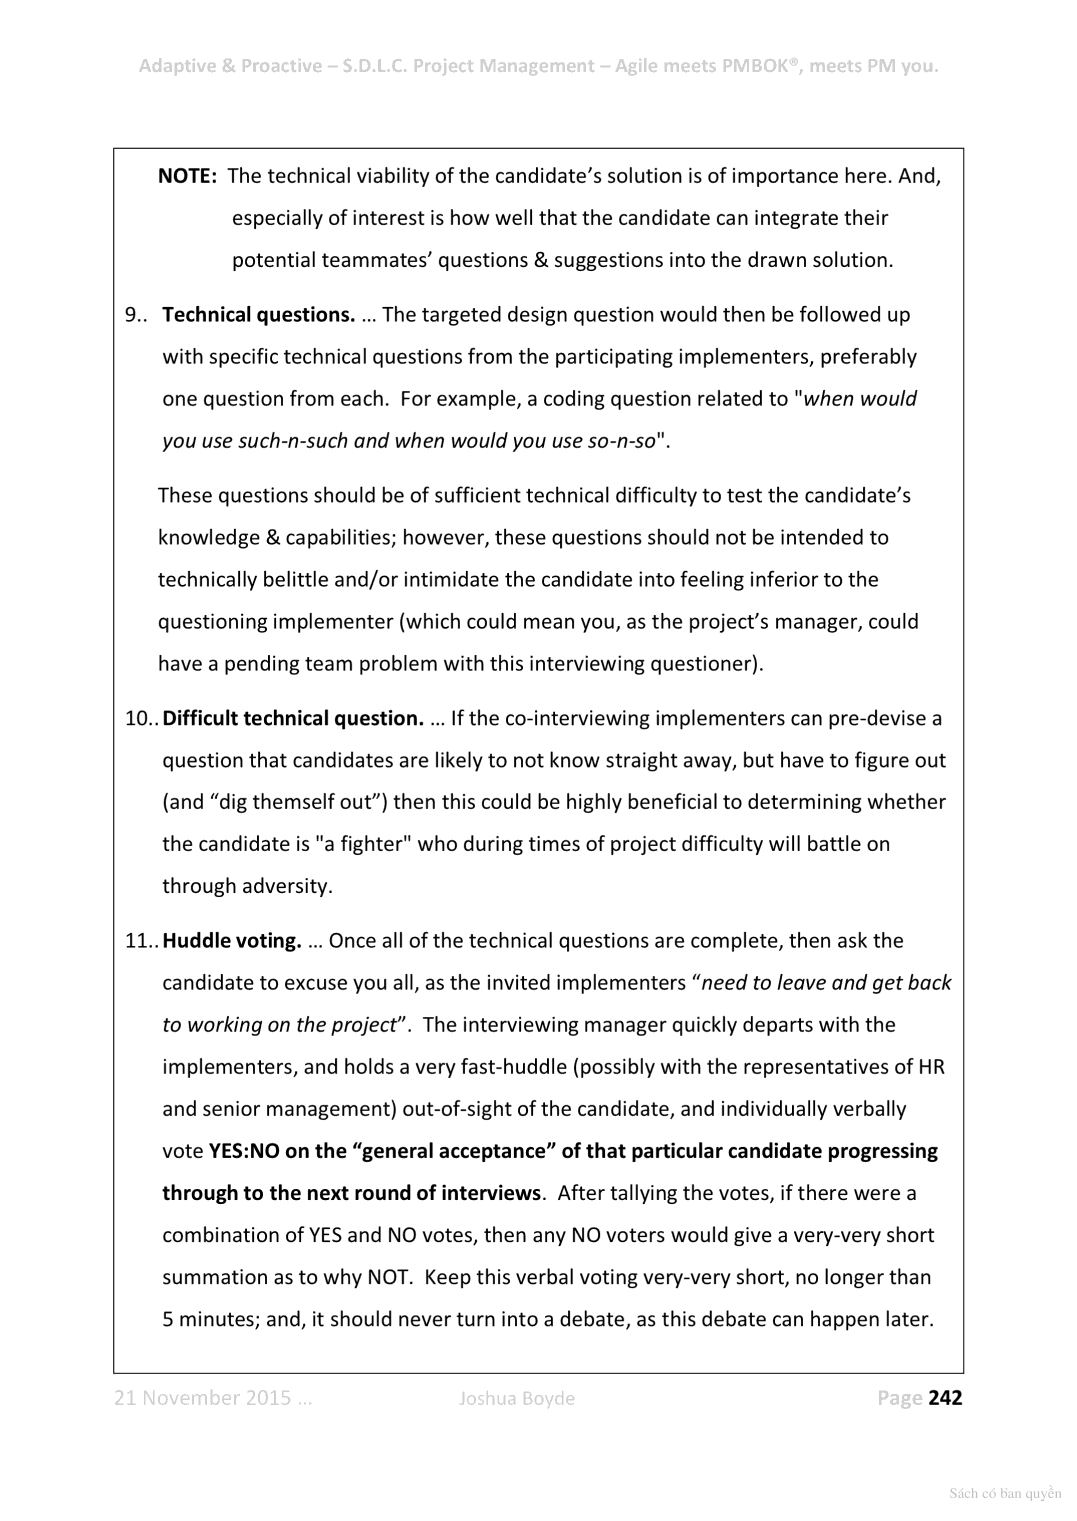 Adaptive & Proactive – S.D.L.C. Project Management – Agile meets PMBOK®, meets PM you.
NOTE: The technical viability of the candidate’s solution is of importance here. And,
especially of interest is how well that the candidate can integrate their
potential teammates’ questions & suggestions into the drawn solution.
9.. Technical questions. … The targeted design question would then be followed up
with specific technical questions from the participating implementers, preferably
one question from each. For example, a coding question related to "when would
you use such-n-such and when would you use so-n-so".
These questions should be of sufficient technical difficulty to test the candidate’s
knowledge & capabilities; however, these questions should not be intended to
technically belittle and/or intimidate the candidate into feeling inferior to the
questioning implementer (which could mean you, as the project’s manager, could
have a pending team problem with this interviewing questioner).
10.. Difficult technical question. … If the co-interviewing implementers can pre-devise a
question that candidates are likely to not know straight away, but have to figure out
(and “dig themself out”) then this could be highly beneficial to determining whether
the candidate is "a fighter" who during times of project difficulty will battle on
through adversity.
11.. Huddle voting. … Once all of the technical questions are complete, then ask the
candidate to excuse you all, as the invited implementers “need to leave and get back
to working on the project”. The interviewing manager quickly departs with the
implementers, and holds a very fast-huddle (possibly with the representatives of HR
and senior management) out-of-sight of the candidate, and individually verbally
vote YES:NO on the “general acceptance” of that particular candidate progressing
through to the next round of interviews. After tallying the votes, if there were a
combination of YES and NO votes, then any NO voters would give a very-very short
summation as to why NOT. Keep this verbal voting very-very short, no longer than
5 minutes; and, it should never turn into a debate, as this debate can happen later.
21 November 2015 … Joshua Boyde Page 242
Sách có bản quyền